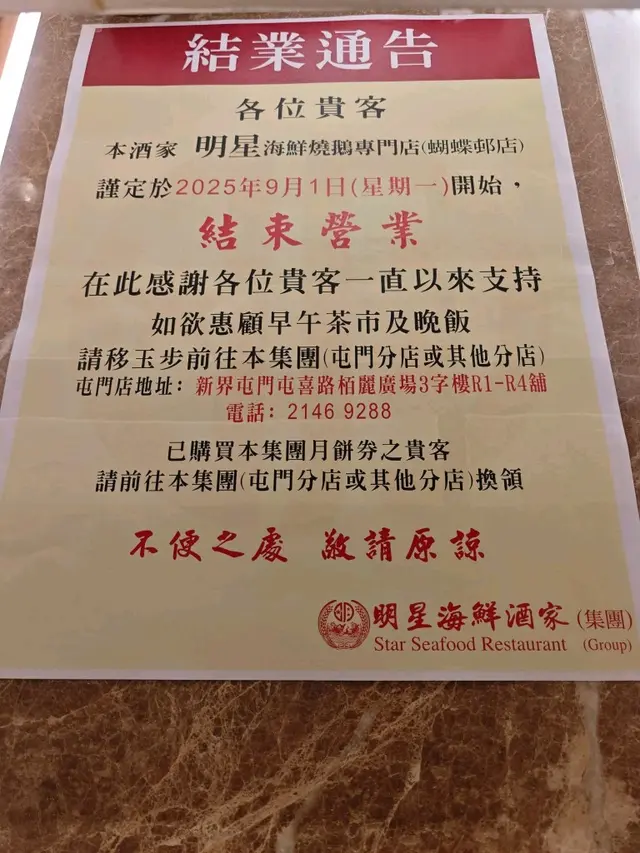 結業通告
各位貴客
本酒家 明星海鮮燒鵝專門店(蝴蝶邨店)
謹定於2025年9月1日(星期一)開始，
結束營業
在此感謝各位貴客一直以來支持
如欲惠顧早午茶市及晚飯
請移玉步前往本集團(屯門分店或其他分店)
屯門店地址：新界屯門屯喜路栢麗廣場3字樓R1-R4舖
電話：2146 9288
已購買本集團月餅券之貴客
請前往本集團(屯門分店或其他分店)換領
不便之處 敬請原諒
明星海鮮酒家(集團)
Star Seafood Restaurant (Group)